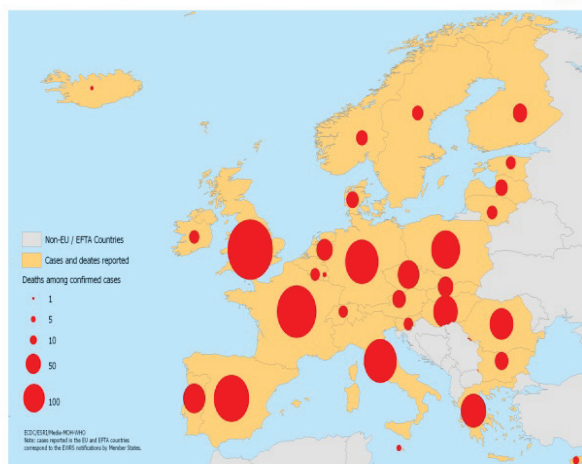 Non-EU / EFTA Countries
Cases and deates reported
Deaths among confirmed cases
1
5
10
50
100
ECDC/ESRI/Media-MOH-WHO
Note: cases reported in the EU and EFTA countries
correspond to the EWRS notifications by Member States.